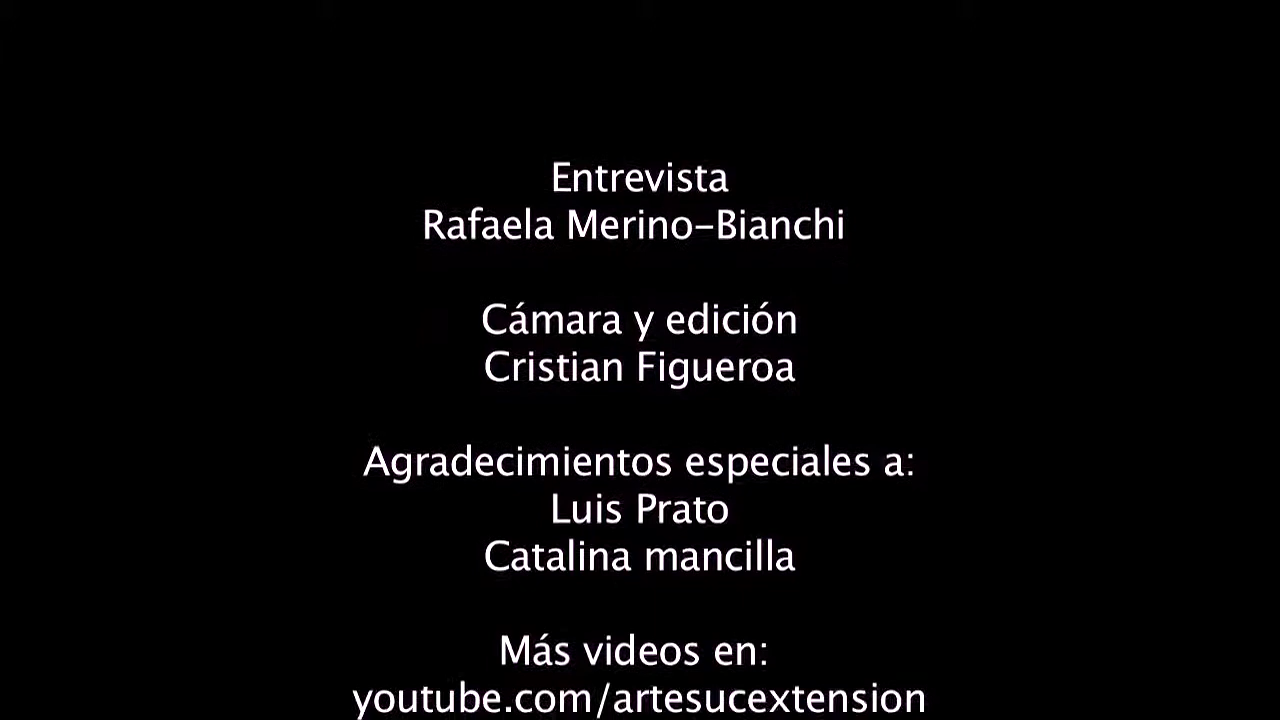 Entrevista
Rafaela Merino-Bianchi
Cámara y edición
Cristian Figueroa
Agradecimientos especiales a:
Luis Prato
Catalina mancilla
Más videos en:
youtube.com/artesucextension